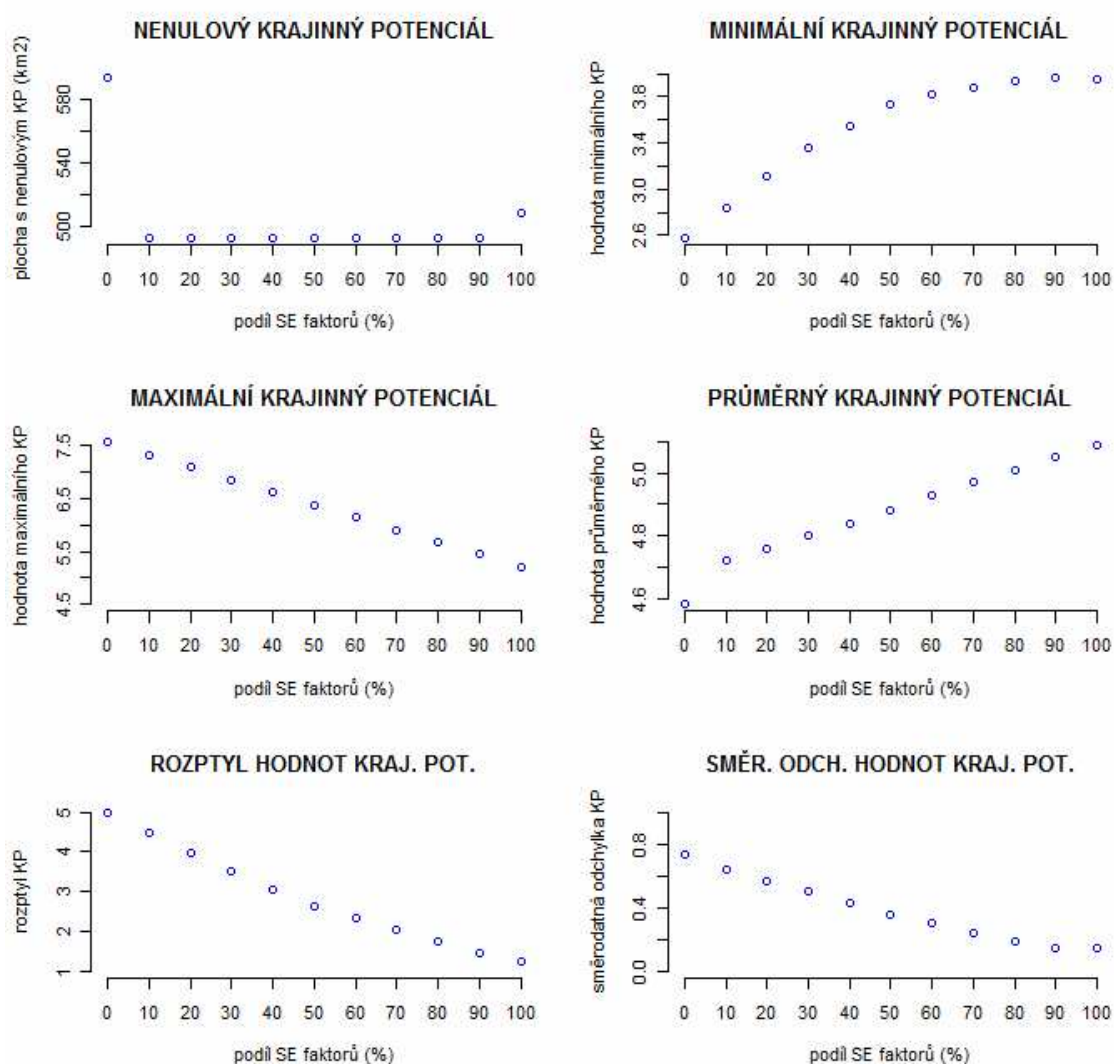 NENULOVÝ KRAJINNÝ POTENCIÁL
plocha s nenulovým KP (km2)
580
540
500
0 10 20 30 40 50 60 70 80 90 100
podíl SE faktorů (%)
MINIMÁLNÍ KRAJINNÝ POTENCIÁL
hodnota minimálního KP
3.8
3.4
3.0
2.6
0 10 20 30 40 50 60 70 80 90 100
podíl SE faktorů (%)
MAXIMÁLNÍ KRAJINNÝ POTENCIÁL
hodnota maximálního KP
7.5
6.5
5.5
4.5
0 10 20 30 40 50 60 70 80 90 100
podíl SE faktorů (%)
PRŮMĚRNÝ KRAJINNÝ POTENCIÁL
hodnota průměrného KP
5.0
4.8
4.6
0 10 20 30 40 50 60 70 80 90 100
podíl SE faktorů (%)
ROZPTYL HODNOT KRAJ. POT.
rozptyl KP
5
4
3
2
1
0 10 20 30 40 50 60 70 80 90 100
podíl SE faktorů (%)
SMĚR. ODCH. HODNOT KRAJ. POT.
směrodatná odchylka KP
0.8
0.4
0.0
0 10 20 30 40 50 60 70 80 90 100
podíl SE faktorů (%)